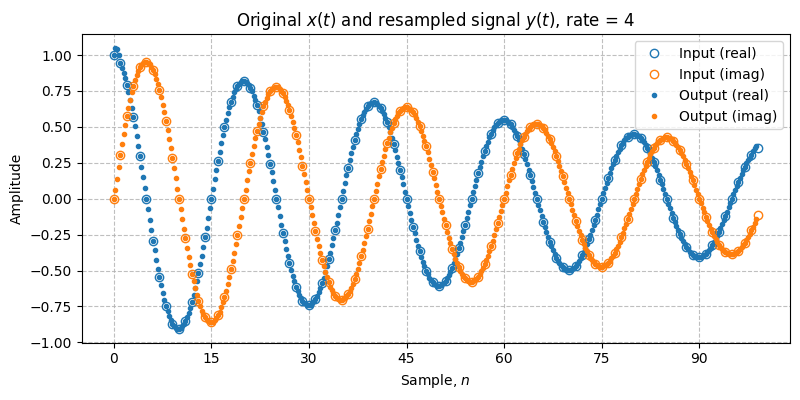 Original x(t) and resampled signal y(t), rate = 4
1.00
0.75
0.50
0.25
0.00
−0.25
−0.50
−0.75
−1.00
Amplitude
Input (real)
Input (imag)
Output (real)
Output (imag)
0 15 30 45 60 75 90
Sample, n